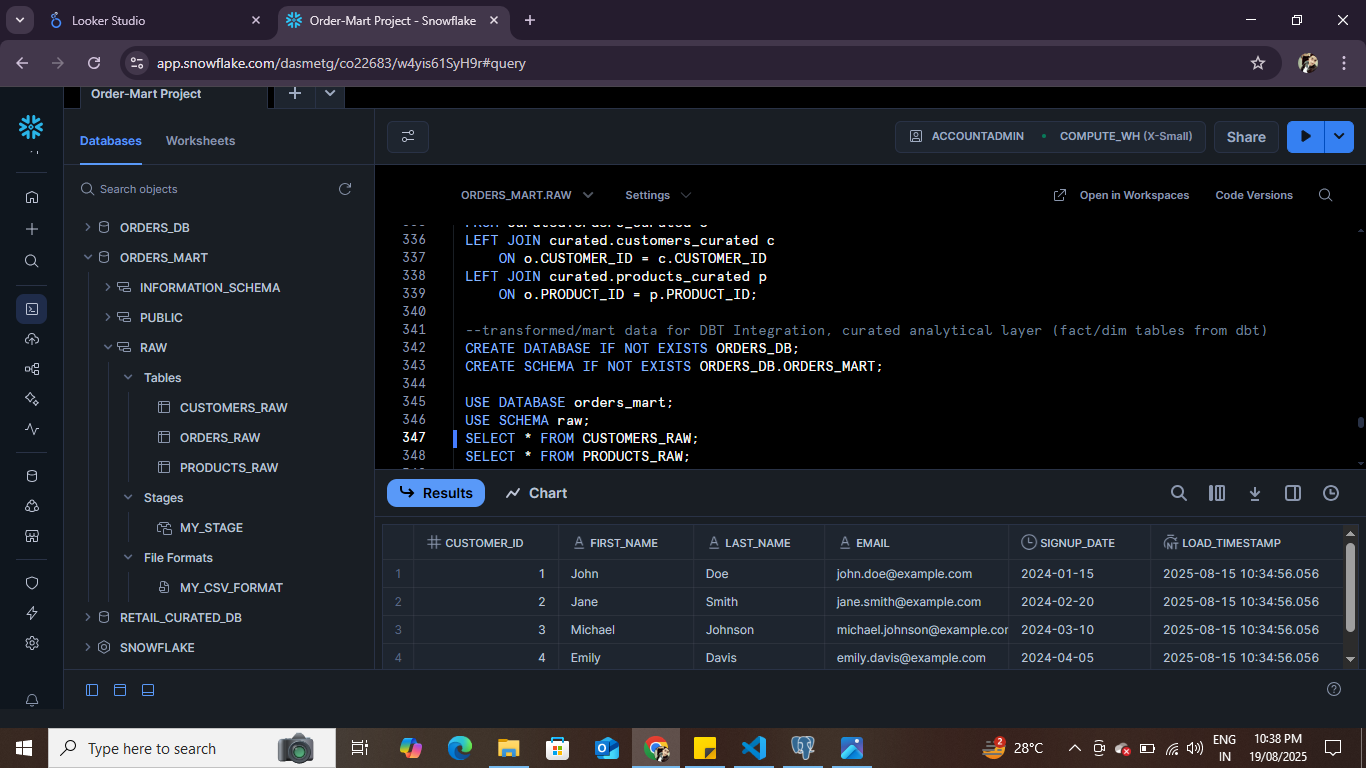 Looker Studio
Order-Mart Project - Snowflake
app.snowflake.com/dasmetg/co22683/w4yis61SyH9r#query
Order-Mart Project
Databases
Worksheets
ACCOUNTADMIN
COMPUTE_WH (X-Small)
Share
Search objects
ORDERS_MART.RAW
Settings
Open in Workspaces
Code Versions
ORDERS_DB
ORDERS_MART
INFORMATION_SCHEMA
PUBLIC
RAW
Tables
CUSTOMERS_RAW
ORDERS_RAW
PRODUCTS_RAW
Stages
MY_STAGE
File Formats
MY_CSV_FORMAT
RETAIL_CURATED_DB
SNOWFLAKE
336 LEFT JOIN curated.customers_curated c
337 ON o.CUSTOMER_ID = c.CUSTOMER_ID
338 LEFT JOIN curated.products_curated p
339 ON o.PRODUCT_ID = p.PRODUCT_ID;
340
341 --transformed/mart data for DBT Integration, curated analytical layer (fact/dim tables from dbt)
342 CREATE DATABASE IF NOT EXISTS ORDERS_DB;
343 CREATE SCHEMA IF NOT EXISTS ORDERS_DB.ORDERS_MART;
344
345 USE DATABASE orders_mart;
346 USE SCHEMA raw;
347 SELECT * FROM CUSTOMERS_RAW;
348 SELECT * FROM PRODUCTS_RAW;
Results
Chart
CUSTOMER_ID FIRST_NAME LAST_NAME EMAIL SIGNUP_DATE LOAD_TIMESTAMP
1 1 John Doe john.doe@example.com 2024-01-15 2025-08-15 10:34:56.056
2 2 Jane Smith jane.smith@example.com 2024-02-20 2025-08-15 10:34:56.056
3 3 Michael Johnson michael.johnson@example.cor 2024-03-10 2025-08-15 10:34:56.056
4 4 Emily Davis emily.davis@example.com 2024-04-05 2025-08-15 10:34:56.056
Type here to search
2
28°C
ENG
IN
10:38 PM
19/08/2025